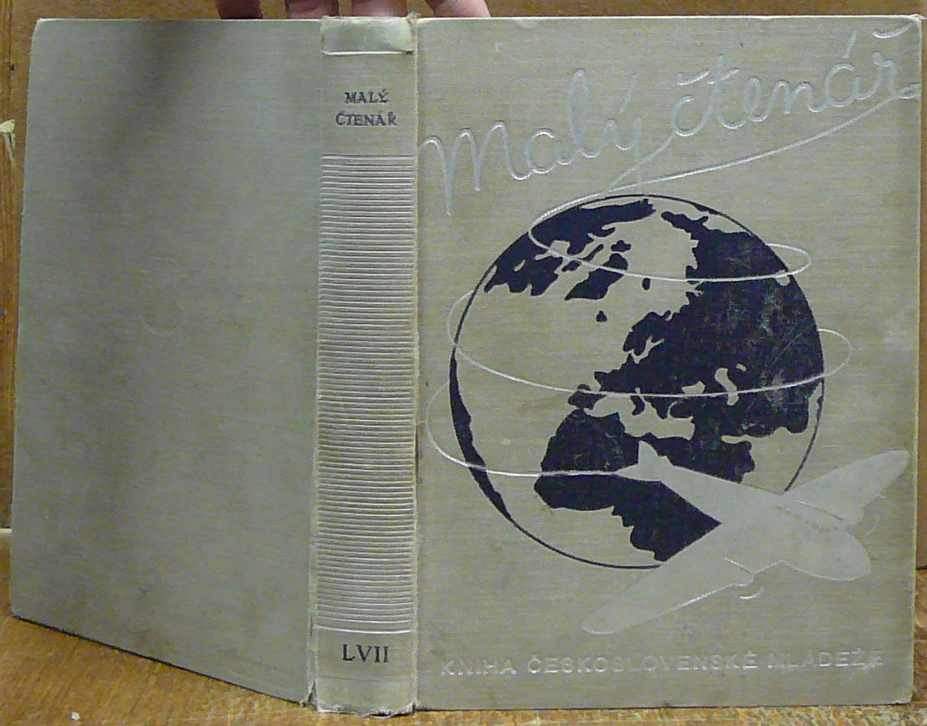 MALÝ
ČTENÁŘ
LVII
Malý čtenář
KNIHA ČESKOSLOVENSKÉ MLÁDEŽE